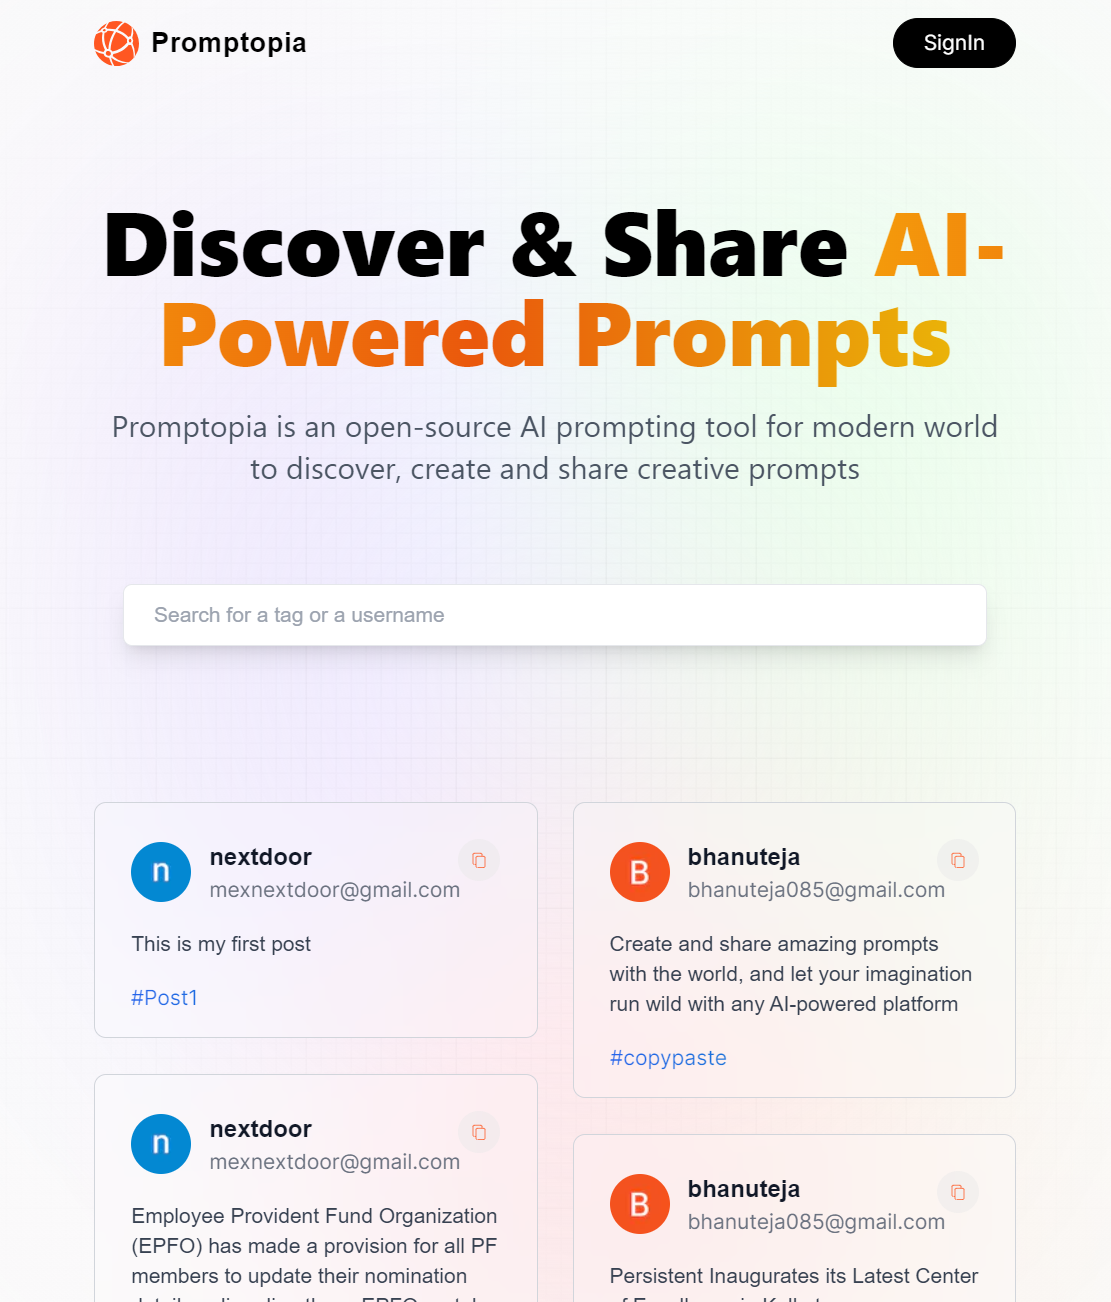 Promptopia
SignIn
Discover & Share AI-
Powered Prompts
Promptopia is an open-source AI prompting tool for modern world
to discover, create and share creative prompts
Search for a tag or a username
n
nextdoor
mexnextdoor@gmail.com
This is my first post
#Post1
B
bhanuteja
bhanuteja085@gmail.com
Create and share amazing prompts
with the world, and let your imagination
run wild with any AI-powered platform
#copypaste
n
nextdoor
mexnextdoor@gmail.com
Employee Provident Fund Organization
(EPFO) has made a provision for all PF
members to update their nomination
B
bhanuteja
bhanuteja085@gmail.com
Persistent Inaugurates its Latest Center